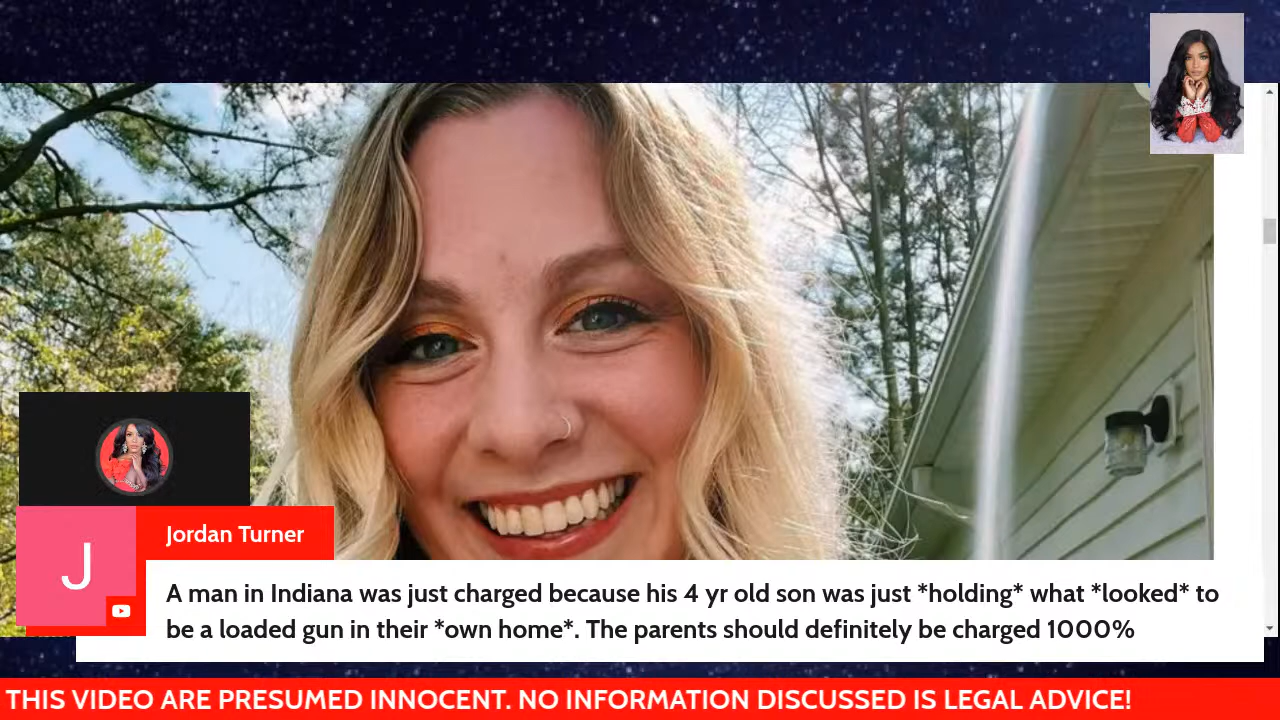 J
Jordan Turner
A man in Indiana was just charged because his 4 yr old son was just *holding* what *looked* to
be a loaded gun in their *own home*. The parents should definitely be charged 1000%
THIS VIDEO ARE PRESUMED INNOCENT. NO INFORMATION DISCUSSED IS LEGAL ADVICE!